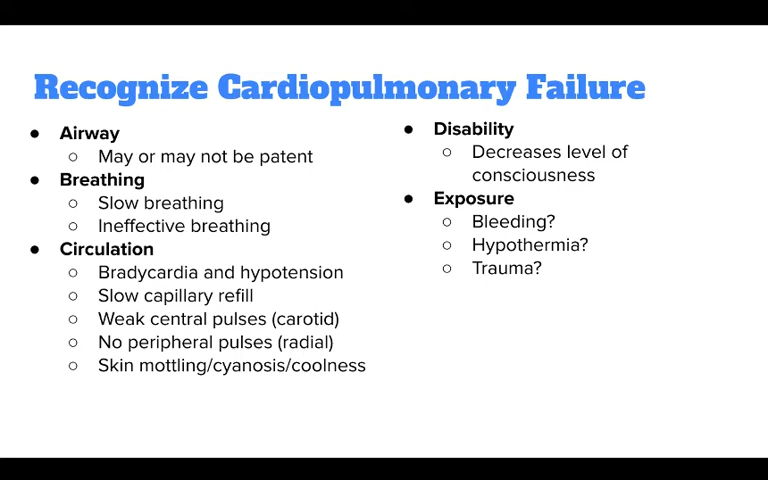 Recognize Cardiopulmonary Failure
● Airway
○ May or may not be patent
● Breathing
○ Slow breathing
○ Ineffective breathing
● Circulation
○ Bradycardia and hypotension
○ Slow capillary refill
○ Weak central pulses (carotid)
○ No peripheral pulses (radial)
○ Skin mottling/cyanosis/coolness
● Disability
○ Decreases level of
consciousness
● Exposure
○ Bleeding?
○ Hypothermia?
○ Trauma?